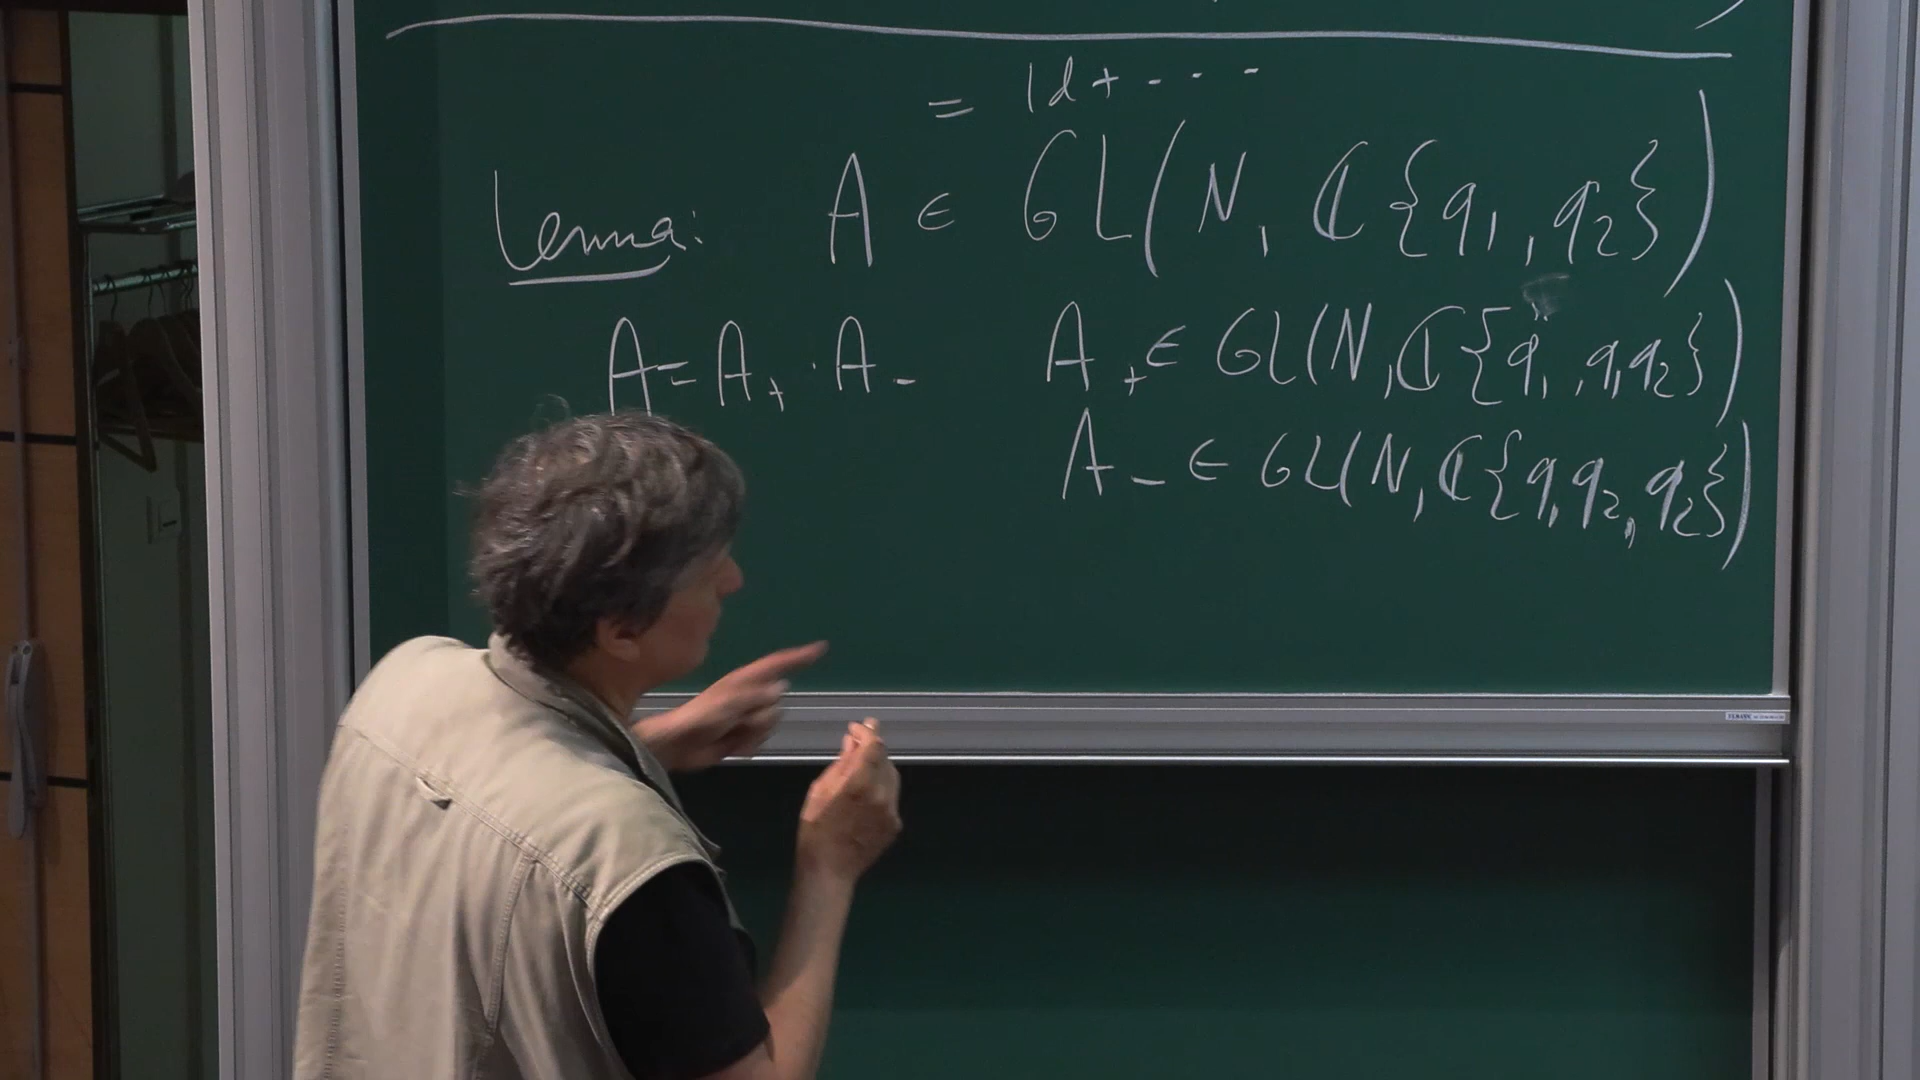 = Id + - - -
Lemma: A ∈ GL(N, ℂ{q₁, q₂})
A = A₊ · A₋ A₊ ∈ GL(N, ℂ{q₁, q₁q₂})
A₋ ∈ GL(N, ℂ{q₁q₂, q₂})